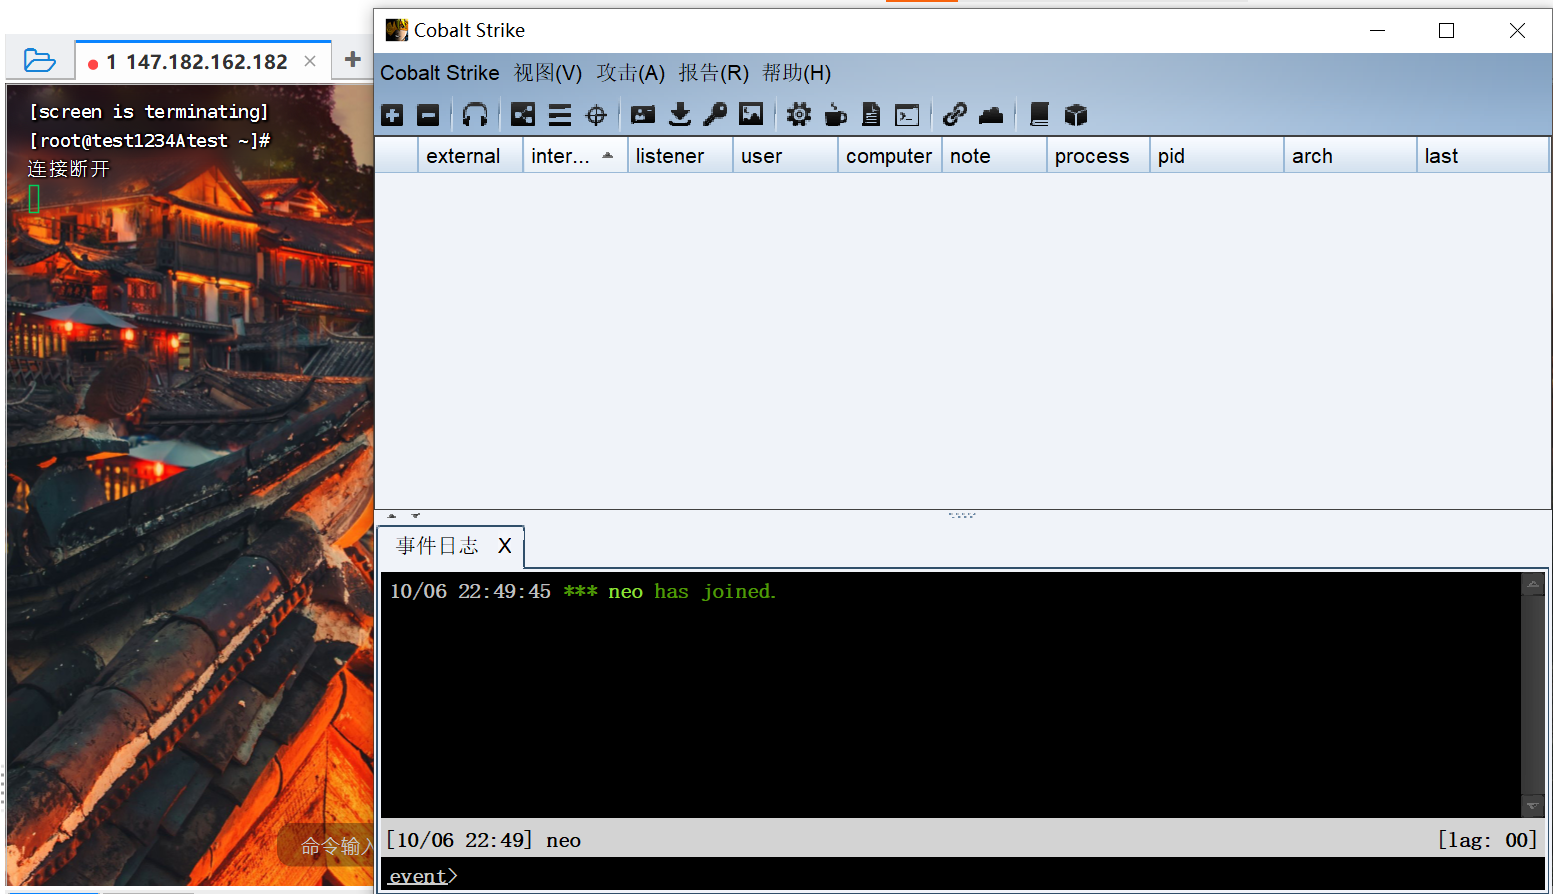 1 147.182.162.182
[screen is terminating]
[root@test1234Atest ~]#
连接断开
命令输入
Cobalt Strike
Cobalt Strike 视图(V) 攻击(A) 报告(R) 帮助(H)
external inter... listener user computer note process pid arch last
事件日志 X
10/06 22:49:45 *** neo has joined.
[10/06 22:49] neo [lag: 00]
event>